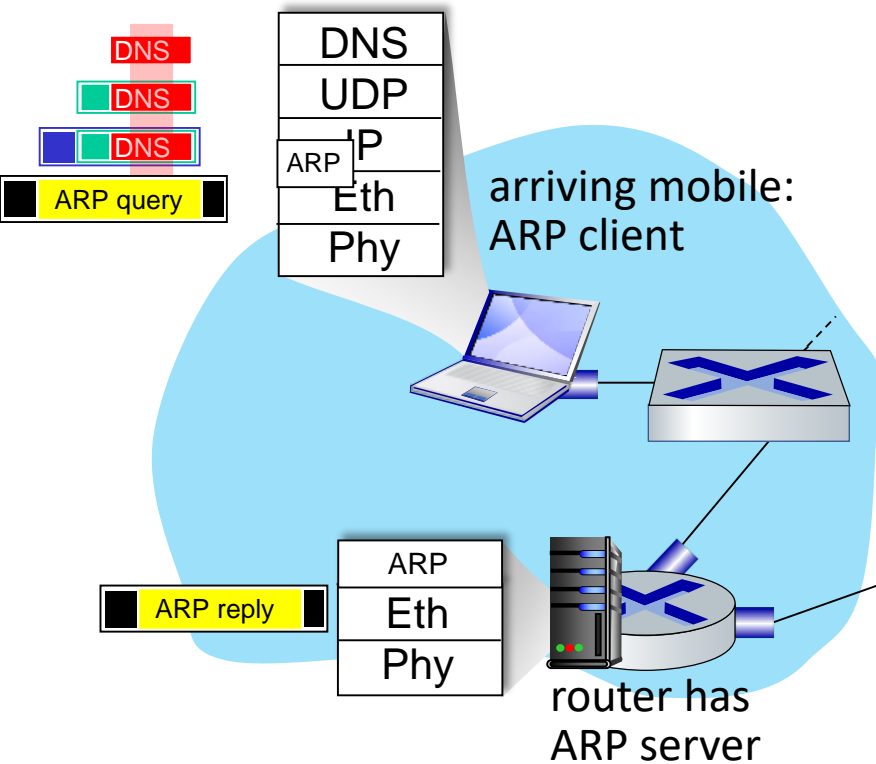 DNS
DNS
DNS
ARP query
DNS
UDP
IP
ARP
Eth
Phy
arriving mobile:
ARP client
ARP reply
ARP
Eth
Phy
router has
ARP server